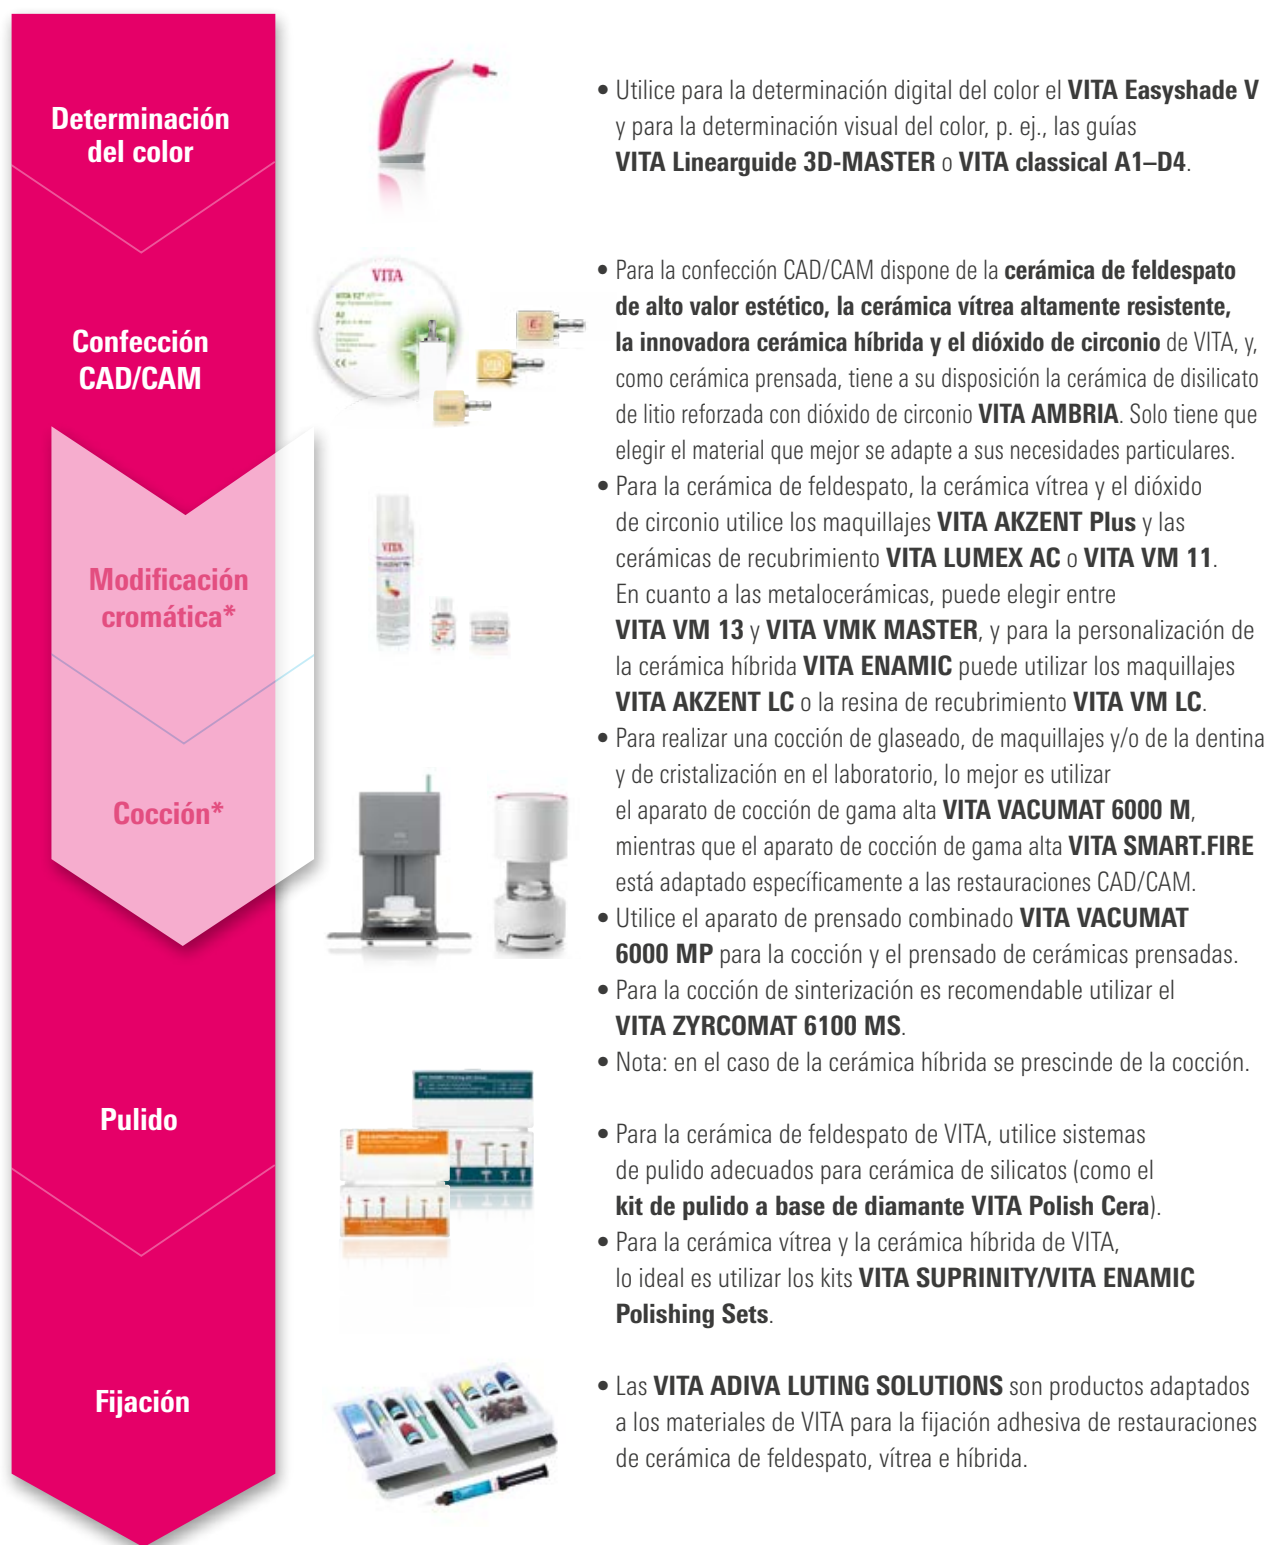 Determinación
del color
• Utilice para la determinación digital del color el VITA Easyshade V
y para la determinación visual del color, p. ej., las guías
VITA Linearguide 3D-MASTER o VITA classical A1–D4.
Confección
CAD/CAM
VITA
A2
• Para la confección CAD/CAM dispone de la cerámica de feldespato
de alto valor estético, la cerámica vítrea altamente resistente,
la innovadora cerámica híbrida y el dióxido de circonio de VITA, y,
como cerámica prensada, tiene a su disposición la cerámica de disilicato
de litio reforzada con dióxido de circonio VITA AMBRIA. Solo tiene que
elegir el material que mejor se adapte a sus necesidades particulares.
Modificación
cromática*
VITA
• Para la cerámica de feldespato, la cerámica vítrea y el dióxido
de circonio utilice los maquillajes VITA AKZENT Plus y las
cerámicas de recubrimiento VITA LUMEX AC o VITA VM 11.
En cuanto a las metalocerámicas, puede elegir entre
VITA VM 13 y VITA VMK MASTER, y para la personalización de
la cerámica híbrida VITA ENAMIC puede utilizar los maquillajes
VITA AKZENT LC o la resina de recubrimiento VITA VM LC.
Cocción*
• Para realizar una cocción de glaseado, de maquillajes y/o de la dentina
y de cristalización en el laboratorio, lo mejor es utilizar
el aparato de cocción de gama alta VITA VACUMAT 6000 M,
mientras que el aparato de cocción de gama alta VITA SMART.FIRE
está adaptado específicamente a las restauraciones CAD/CAM.
• Utilice el aparato de prensado combinado VITA VACUMAT
6000 MP para la cocción y el prensado de cerámicas prensadas.
• Para la cocción de sinterización es recomendable utilizar el
VITA ZYRCOMAT 6100 MS.
• Nota: en el caso de la cerámica híbrida se prescinde de la cocción.
Pulido
VITA
• Para la cerámica de feldespato de VITA, utilice sistemas
de pulido adecuados para cerámica de silicatos (como el
kit de pulido a base de diamante VITA Polish Cera).
• Para la cerámica vítrea y la cerámica híbrida de VITA,
lo ideal es utilizar los kits VITA SUPRINITY/VITA ENAMIC
Polishing Sets.
Fijación
• Las VITA ADIVA LUTING SOLUTIONS son productos adaptados
a los materiales de VITA para la fijación adhesiva de restauraciones
de cerámica de feldespato, vítrea e híbrida.